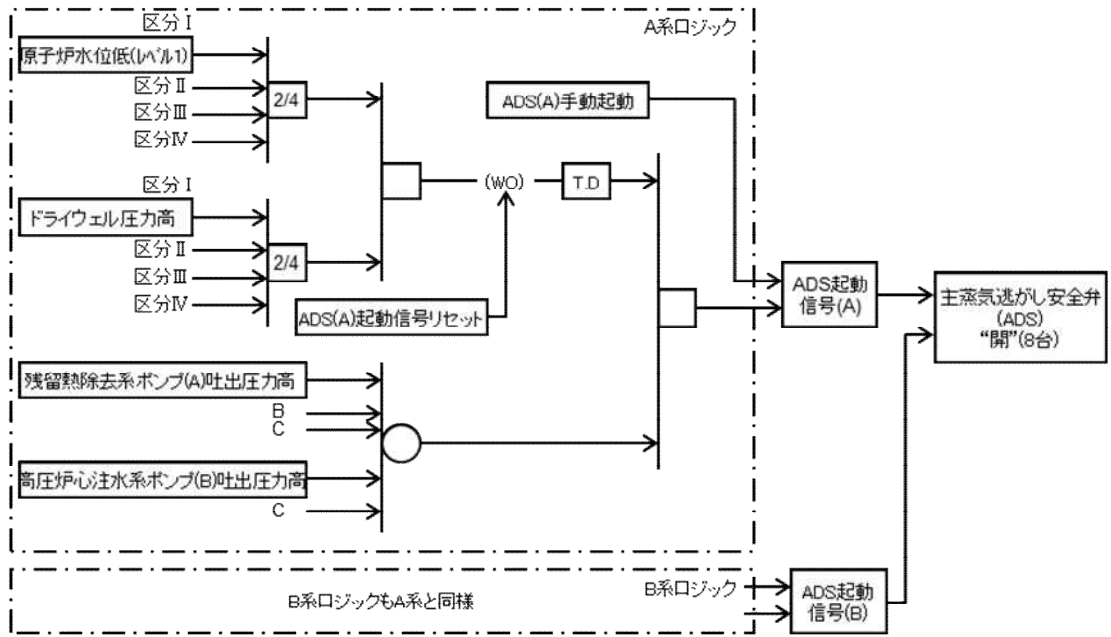 A系ロジック
区分Ⅰ
原子炉水位低(レベル1)
区分Ⅱ
区分Ⅲ
区分Ⅳ
2/4
ADS(A)手動起動
区分Ⅰ
ドライウェル圧力高
区分Ⅱ
区分Ⅲ
区分Ⅳ
2/4
(WO)
T.D
ADS(A)起動信号リセット
ADS起動
信号(A)
主蒸気逃がし安全弁
(ADS)
“開”(8台)
残留熱除去系ポンプ(A)吐出圧力高
B
C
高圧炉心注水系ポンプ(B)吐出圧力高
C
B系ロジック
B系ロジックもA系と同様
ADS起動
信号(B)